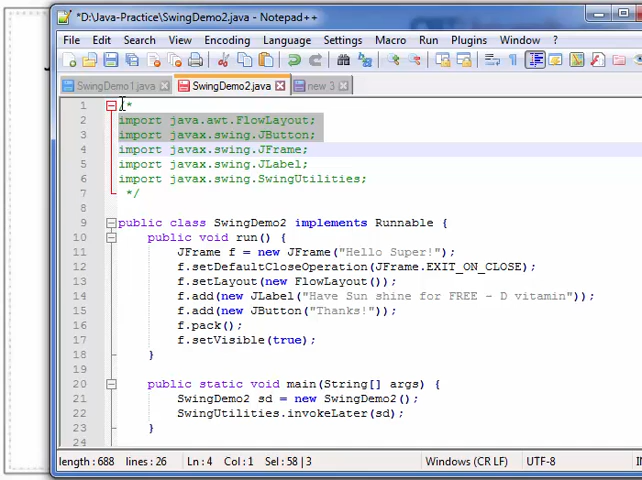 *D:\Java-Practice\SwingDemo2.java - Notepad++
File Edit Search View Encoding Language Settings Macro Run Plugins Window ?
SwingDemo1.java SwingDemo2.java new 3
1 /*
2 import java.awt.FlowLayout;
3 import javax.swing.JButton;
4 import javax.swing.JFrame;
5 import javax.swing.JLabel;
6 import javax.swing.SwingUtilities;
7 */
8
9 public class SwingDemo2 implements Runnable {
10 public void run() {
11 JFrame f = new JFrame("Hello Super!");
12 f.setDefaultCloseOperation(JFrame.EXIT_ON_CLOSE);
13 f.setLayout(new FlowLayout());
14 f.add(new JLabel("Have Sun shine for FREE - D vitamin"));
15 f.add(new JButton("Thanks!"));
16 f.pack();
17 f.setVisible(true);
18 }
19
20 public static void main(String[] args) {
21 SwingDemo2 sd = new SwingDemo2();
22 SwingUtilities.invokeLater(sd);
23 }
24
length : 688 lines : 26 Ln : 4 Col : 1 Sel : 58 | 3 Windows (CR LF) UTF-8